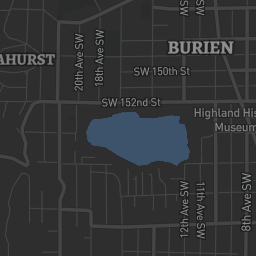 BURIEN
AHURST
20th Ave SW
18th Ave SW
SW 150th St
SW 152nd St
Highland His
Museum
12th Ave SW
11th Ave SW
8th Ave SW